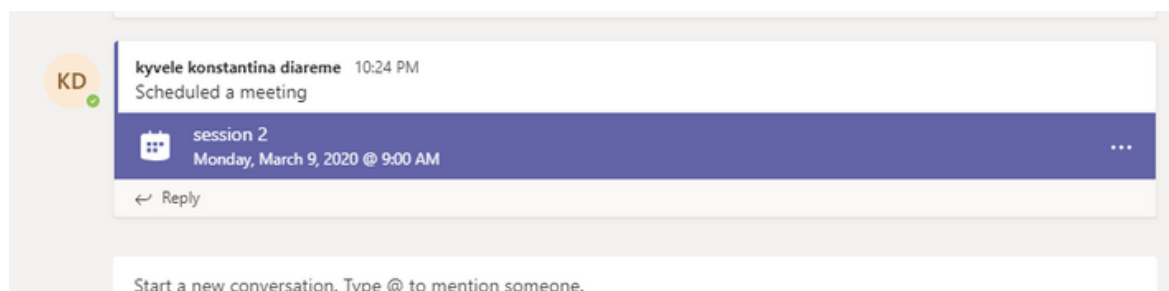 KD
kyvele konstantina diareme 10:24 PM
Scheduled a meeting
session 2
Monday, March 9, 2020 @ 9:00 AM
Reply
Start a new conversation. Type @ to mention someone.